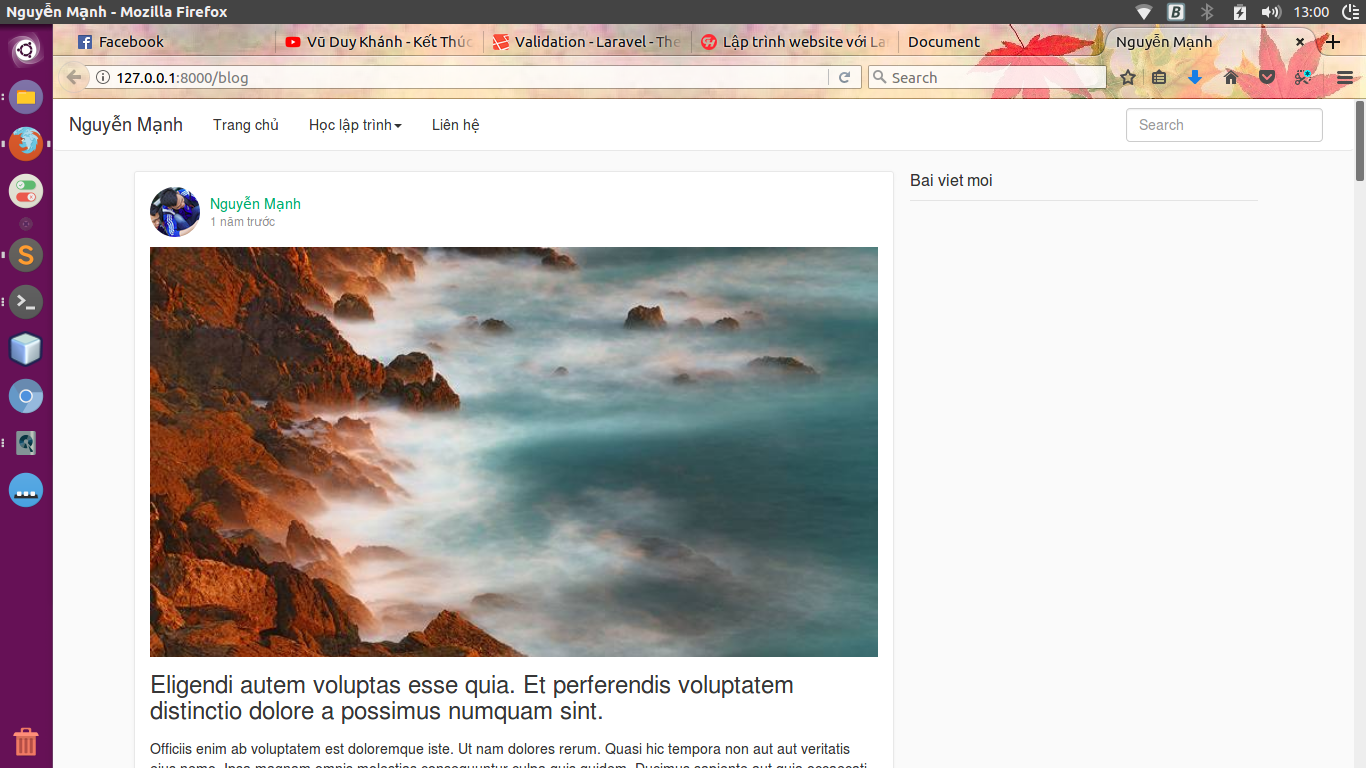 Nguyễn Mạnh - Mozilla Firefox
13:00
Facebook
Vũ Duy Khánh - Kết Thúc
Validation - Laravel - The
Lập trình website với La
Document
Nguyễn Mạnh
127.0.0.1:8000/blog
Search
Nguyễn Mạnh
Trang chủ
Học lập trình
Liên hệ
Search
Nguyễn Mạnh
1 năm trước
Bai viet moi
Eligendi autem voluptas esse quia. Et perferendis voluptatem
distinctio dolore a possimus numquam sint.
Officiis enim ab voluptatem est doloremque iste. Ut nam dolores rerum. Quasi hic tempora non aut aut veritatis